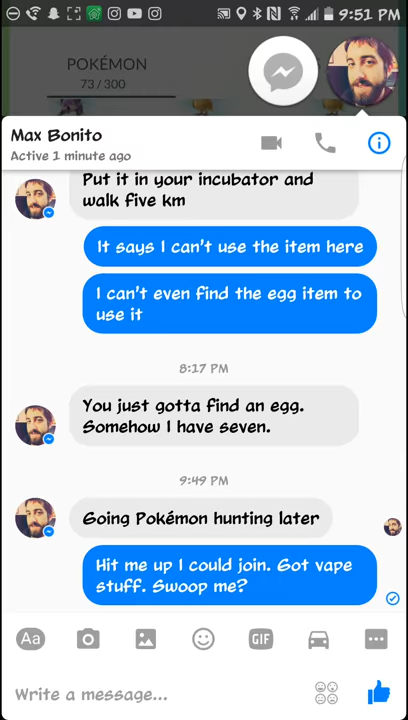 9:51 PM
POKÉMON
73 / 300
Max Bonito
Active 1 minute ago
Put it in your incubator and
walk five km
It says I can't use the item here
I can't even find the egg item to
use it
8:17 PM
You just gotta find an egg.
Somehow I have seven.
9:49 PM
Going Pokémon hunting later
Hit me up I could join. Got vape
stuff. Swoop me?
Aa
GIF
Write a message...